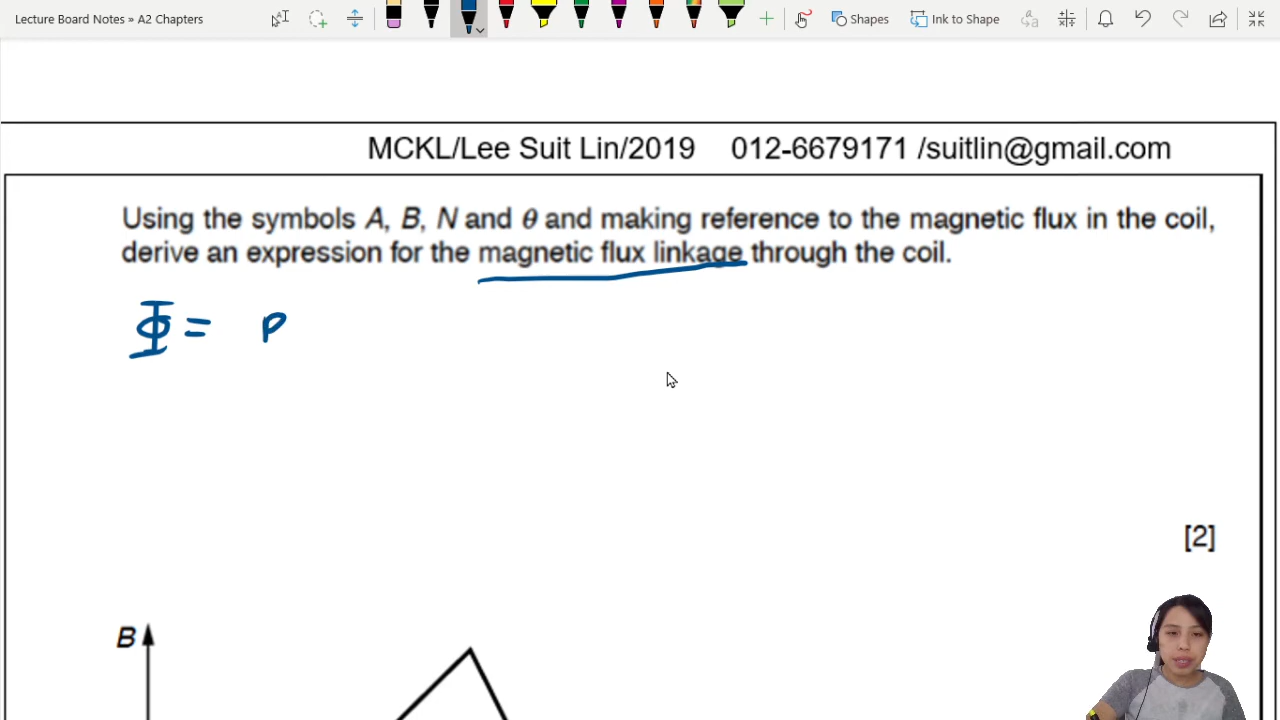 Lecture Board Notes » A2 Chapters
Shapes
Ink to Shape
MCKL/Lee Suit Lin/2019 012-6679171 /suitlin@gmail.com
Using the symbols A, B, N and θ and making reference to the magnetic flux in the coil,
derive an expression for the magnetic flux linkage through the coil.
Φ =
[2]
B